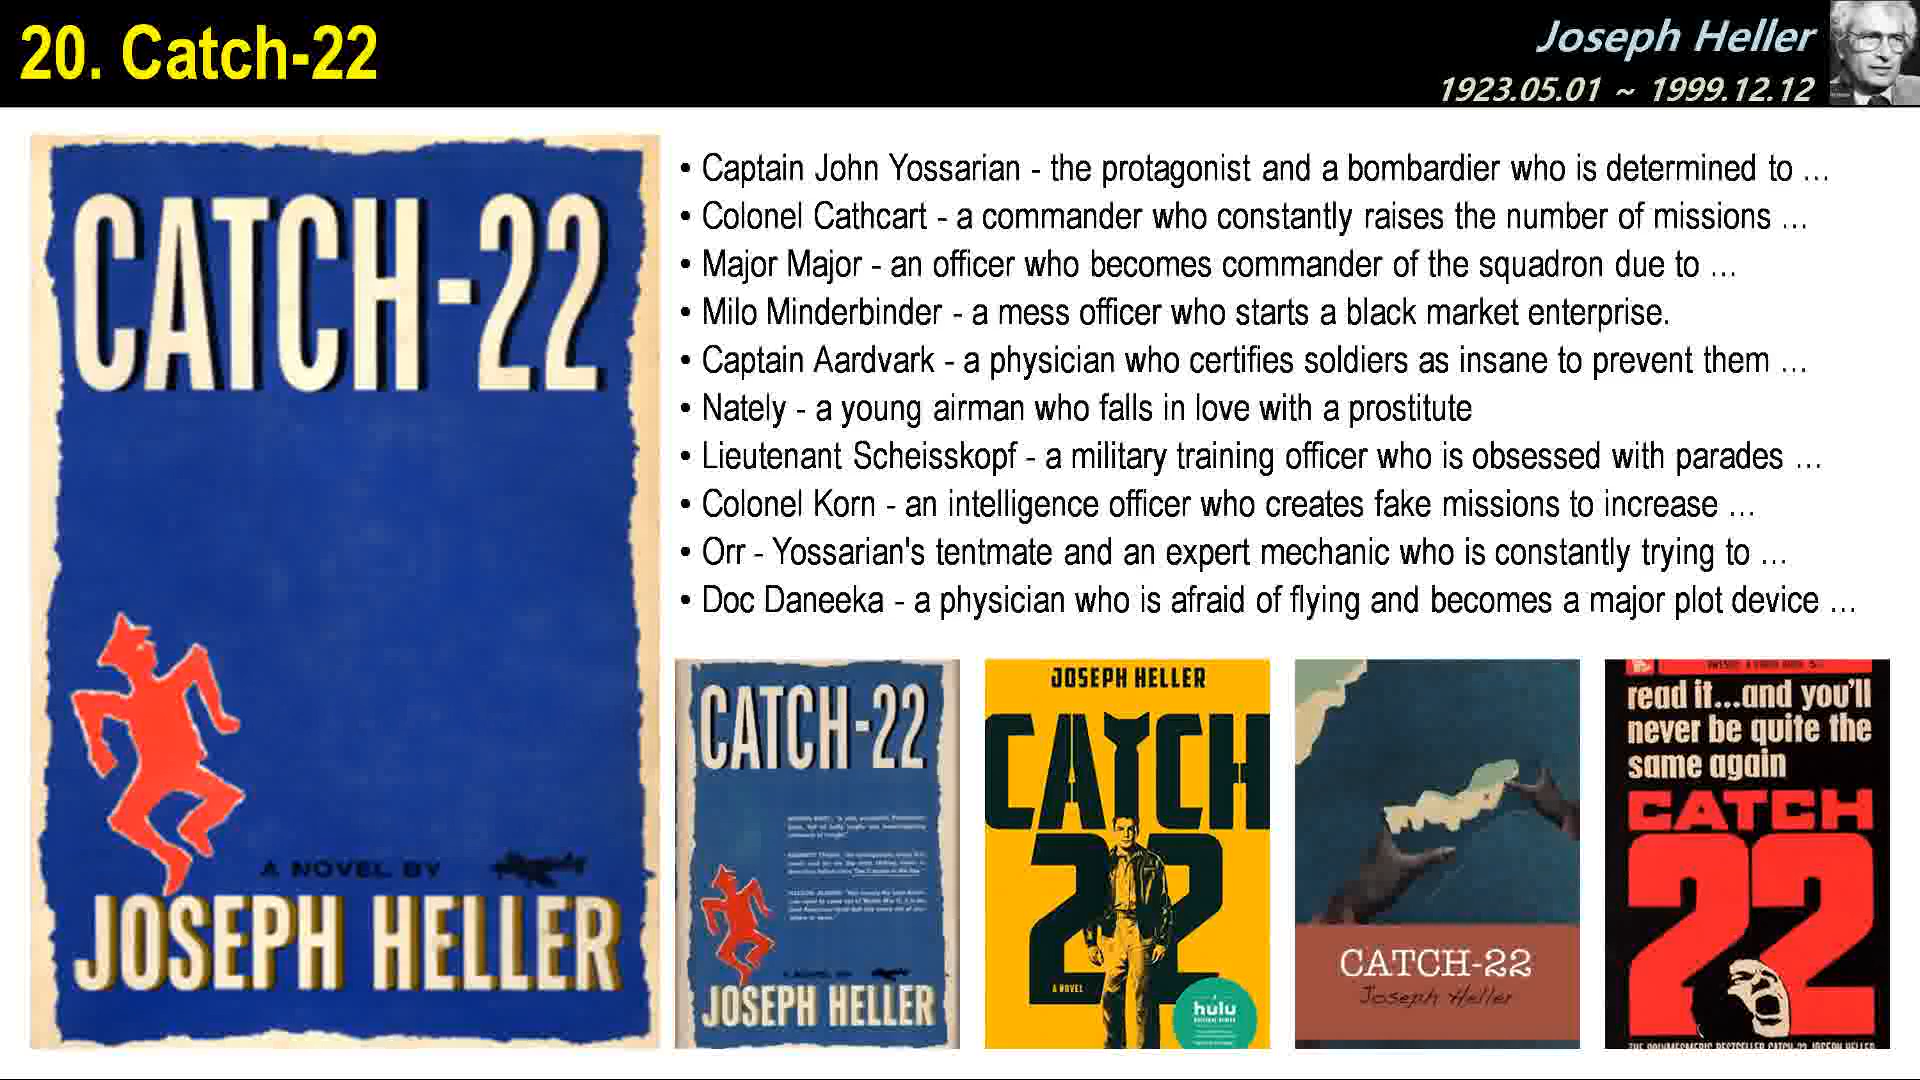 20. Catch-22
Joseph Heller
1923.05.01 ~ 1999.12.12
CATCH-22
A NOVEL BY
JOSEPH HELLER
• Captain John Yossarian - the protagonist and a bombardier who is determined to …
• Colonel Cathcart - a commander who constantly raises the number of missions …
• Major Major - an officer who becomes commander of the squadron due to …
• Milo Minderbinder - a mess officer who starts a black market enterprise.
• Captain Aardvark - a physician who certifies soldiers as insane to prevent them …
• Nately - a young airman who falls in love with a prostitute
• Lieutenant Scheisskopf - a military training officer who is obsessed with parades …
• Colonel Korn - an intelligence officer who creates fake missions to increase …
• Orr - Yossarian's tentmate and an expert mechanic who is constantly trying to …
• Doc Daneeka - a physician who is afraid of flying and becomes a major plot device …
CATCH-22
A NOVEL BY
JOSEPH HELLER
JOSEPH HELLER
CATCH
22
A NOVEL
hulu
CATCH-22
Joseph Heller
read it...and you'll
never be quite the
same again
CATCH
22
BESTSELLER CATCH-22 JOSEPH HELLER